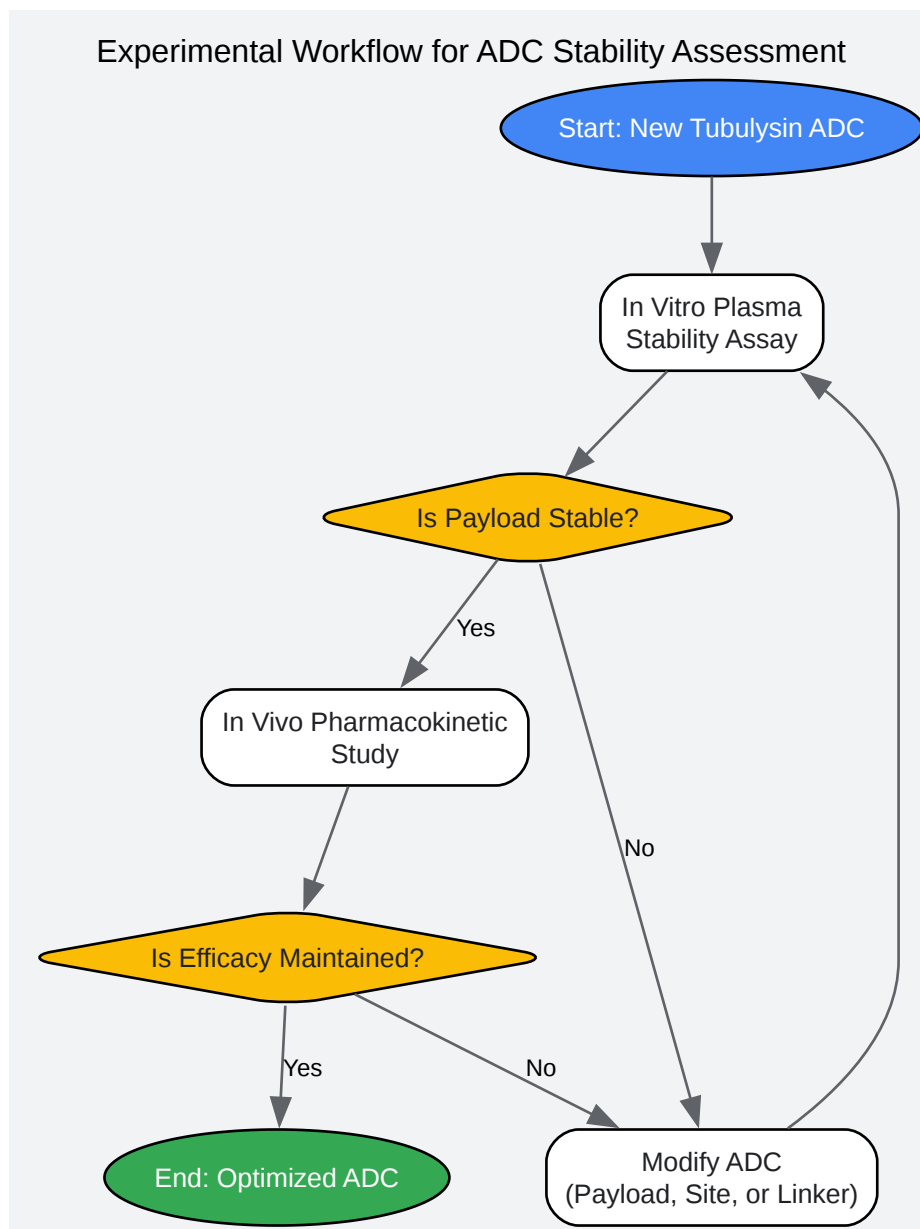 Experimental Workflow for ADC Stability Assessment
Start: New Tubulysin ADC
In Vitro Plasma
Stability Assay
Is Payload Stable?
Yes
In Vivo Pharmacokinetic
Study
No
Is Efficacy Maintained?
Yes
No
End: Optimized ADC
Modify ADC
(Payload, Site, or Linker)